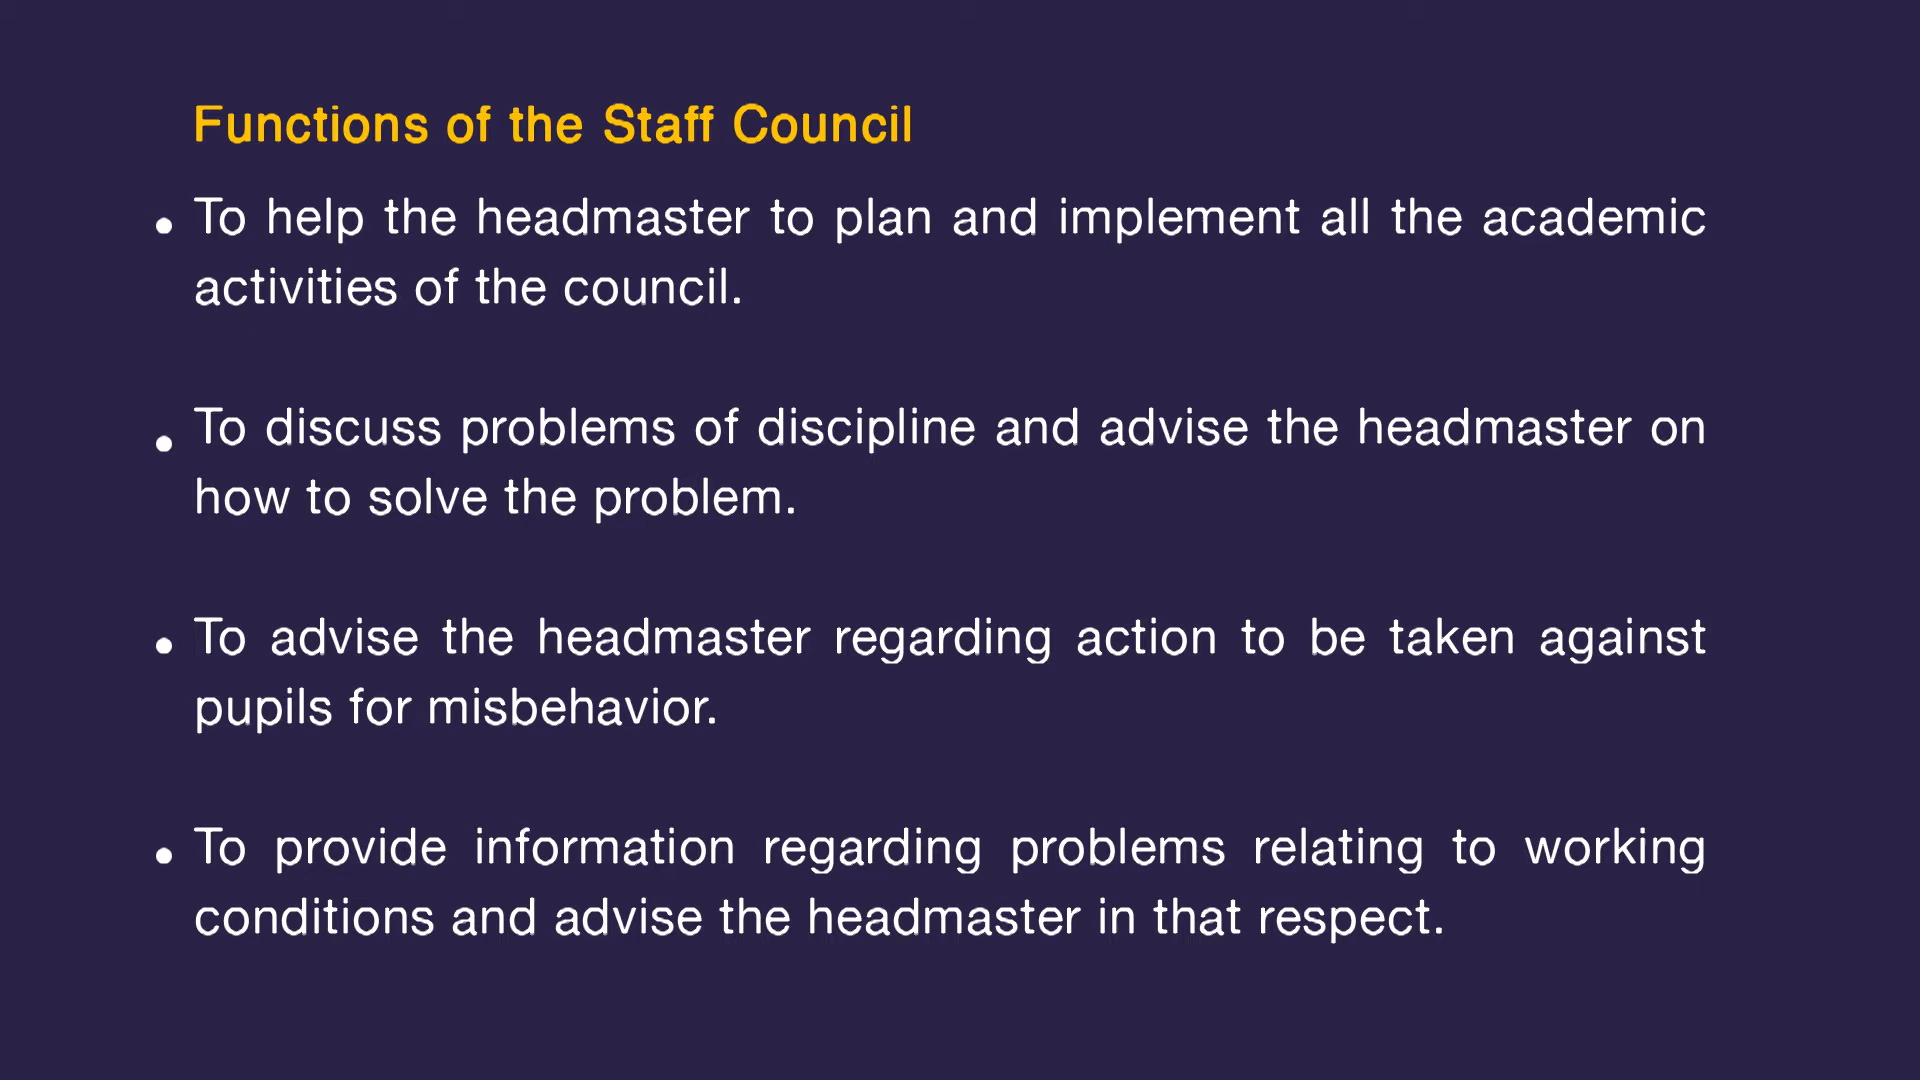 Functions of the Staff Council
• To help the headmaster to plan and implement all the academic
activities of the council.
• To discuss problems of discipline and advise the headmaster on
how to solve the problem.
• To advise the headmaster regarding action to be taken against
pupils for misbehavior.
• To provide information regarding problems relating to working
conditions and advise the headmaster in that respect.